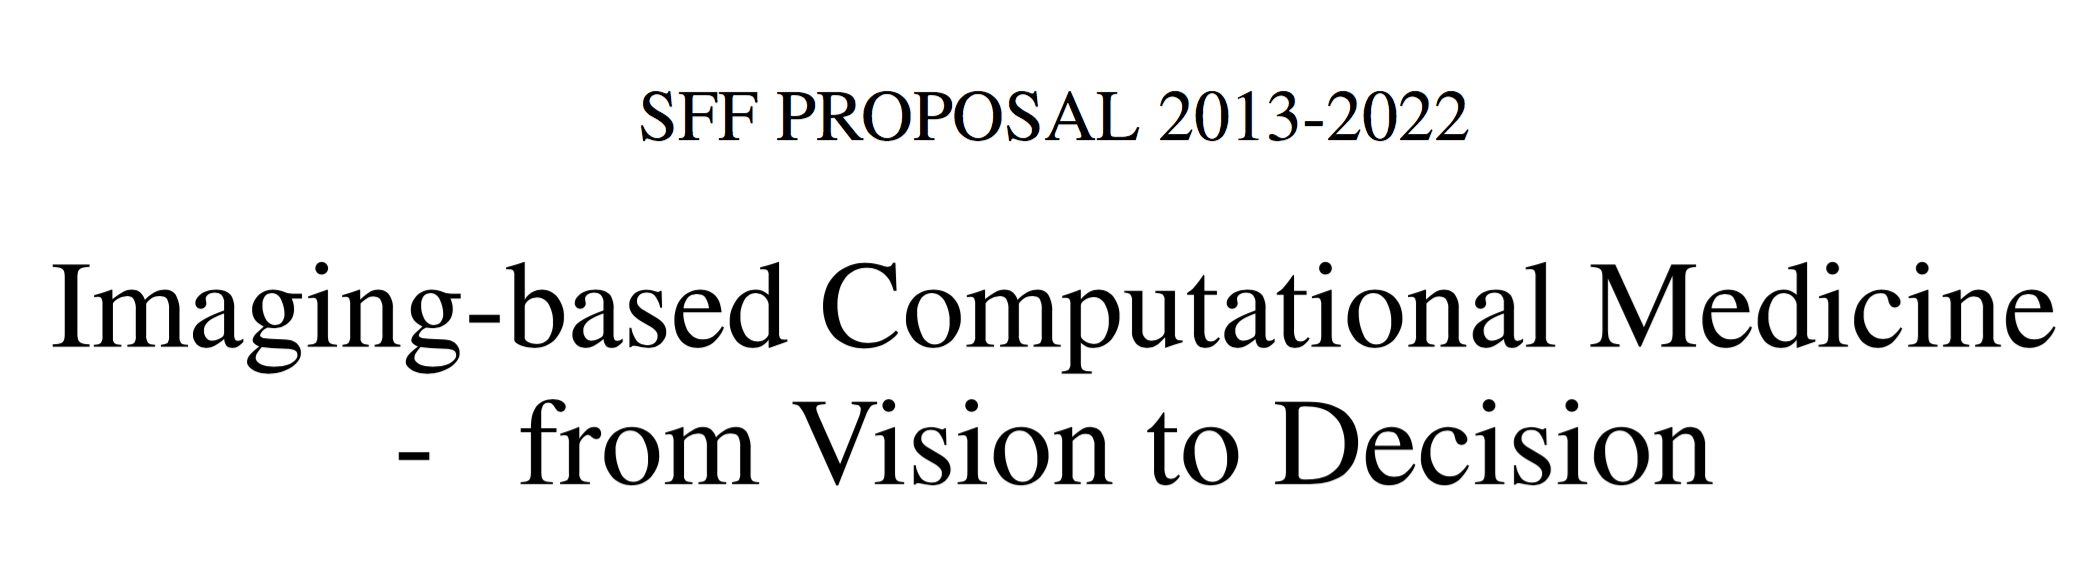 SFF PROPOSAL 2013-2022
Imaging-based Computational Medicine
- from Vision to Decision